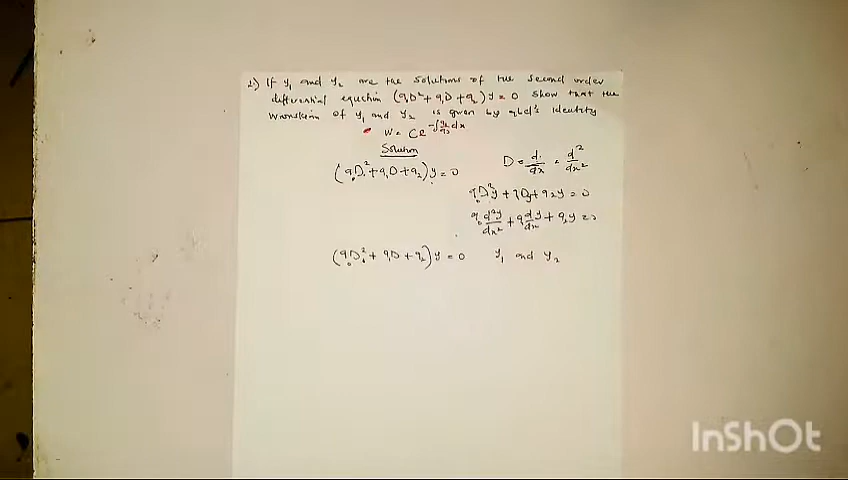 2.) If y₁ and y₂ are the solutions of the second order
differential equation (a₀D² + a₁D + a₂)y = 0 show that the
Wronskian of y₁ and y₂ is given by Abel's identity
W = Ce
Solution
(a₀D² + a₁D + a₂)y = 0 D = d/dx = d²/dx²
a₀D²y + a₁Dy + a₂y = 0
a₀ d²y/dx² + a₁ dy/dx + a₂y = 0
(a₀D² + a₁D + a₂)y = 0 y₁ and y₂
InShOt